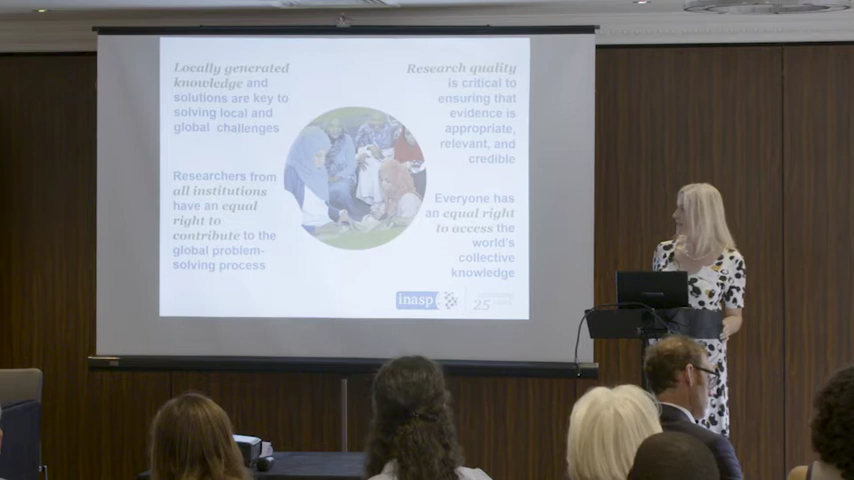 Locally generated
knowledge and
solutions are key to
solving local and
global challenges
Researchers from
all institutions
have an equal
right to
contribute to the
global problem-
solving process
Research quality
is critical to
ensuring that
evidence is
appropriate,
relevant, and
credible
Everyone has
an equal right
to access the
world's
collective
knowledge
inasp
25